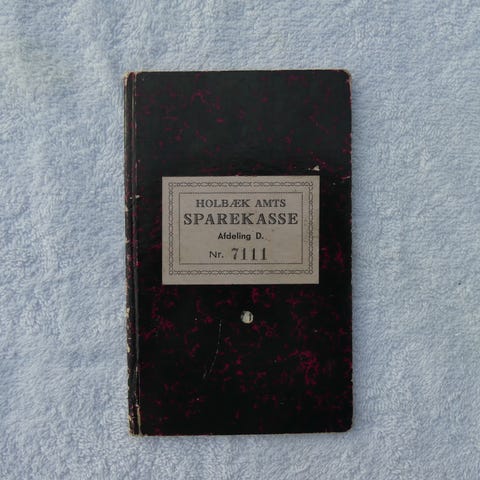 HOLBÆK AMTS
SPAREKASSE
Afdeling D.
Nr. 7111